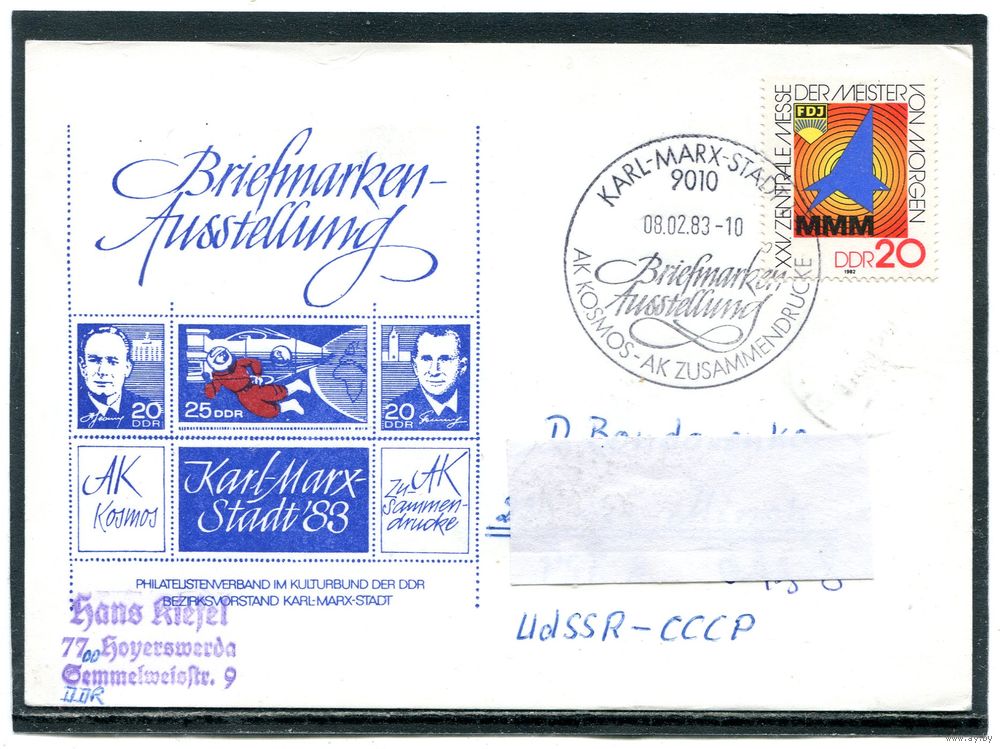 Briefmarken-
Ausstellung
20
DDR
25 DDR
20
DDR
AK
Kosmos
Karl-Marx-
Stadt '83
AK
Zu-
sammen-
drucke
PHILATELISTENVERBAND IM KULTURBUND DER DDR
BEZIRKSVORSTAND KARL-MARX-STADT
Hans Kiesel
7700 Hoyerswerda
Semmelweisstr. 9
DDR
KARL-MARX-STADT
9010
08.02.83-10
Briefmarken
Ausstellung
AK KOSMOS - AK ZUSAMMENDRUCKE
XXV. ZENTRALE MESSE DER MEISTER VON MORGEN
FDJ
MMM
DDR 20
1982
UdSSR - CCCP
www.ay.by